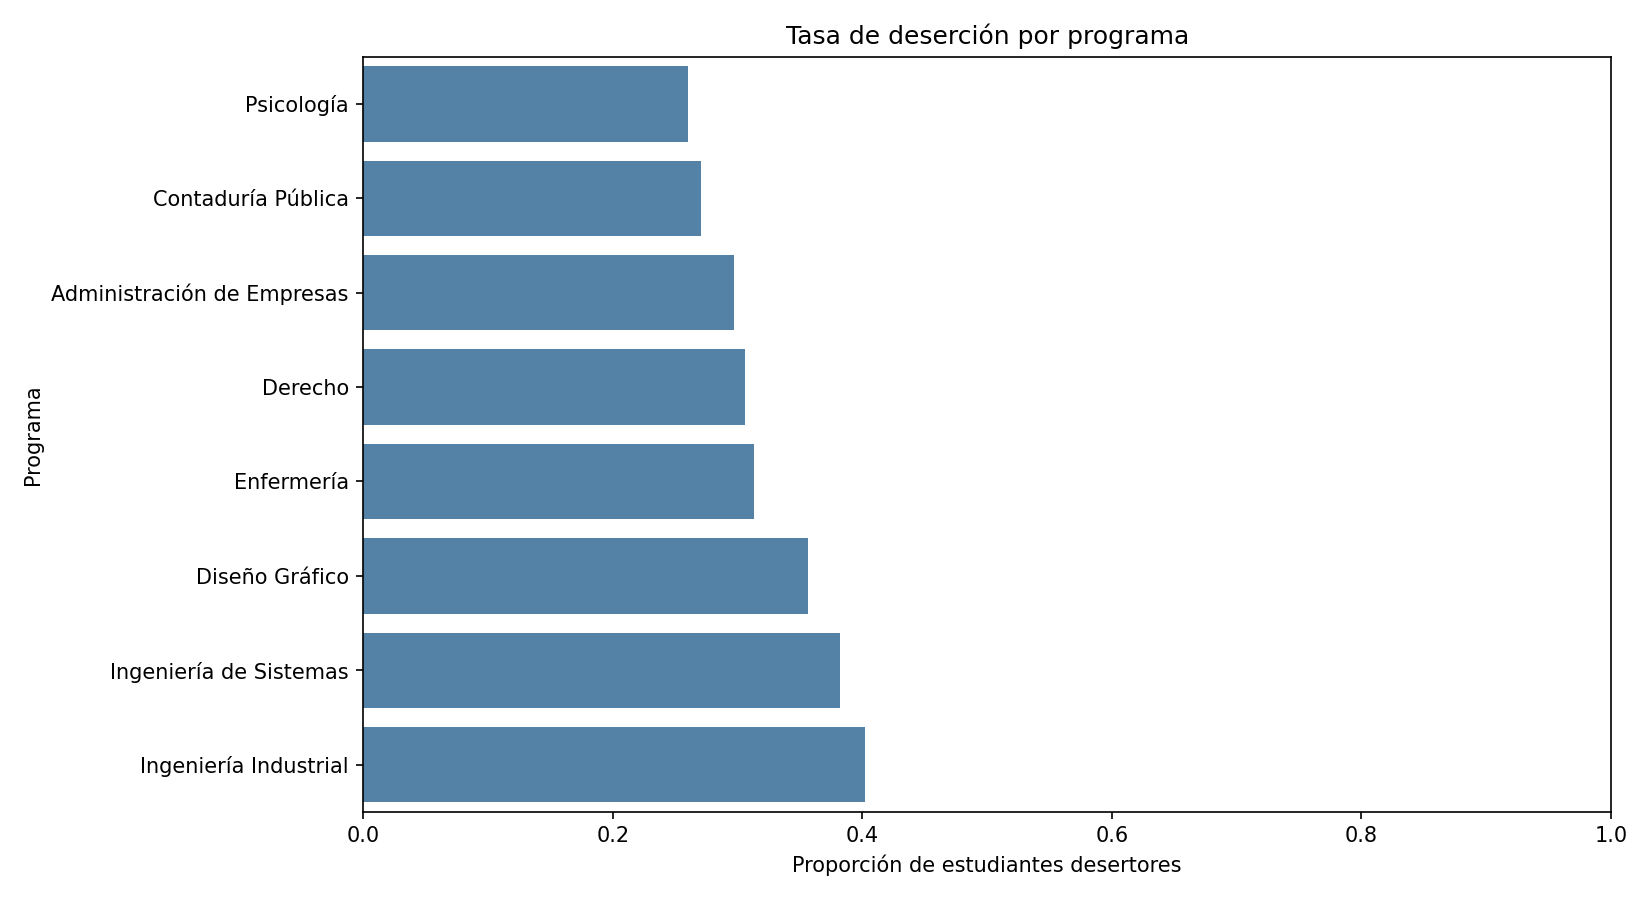 Tasa de deserción por programa
Programa
Psicología
Contaduría Pública
Administración de Empresas
Derecho
Enfermería
Diseño Gráfico
Ingeniería de Sistemas
Ingeniería Industrial
0.0 0.2 0.4 0.6 0.8 1.0
Proporción de estudiantes desertores